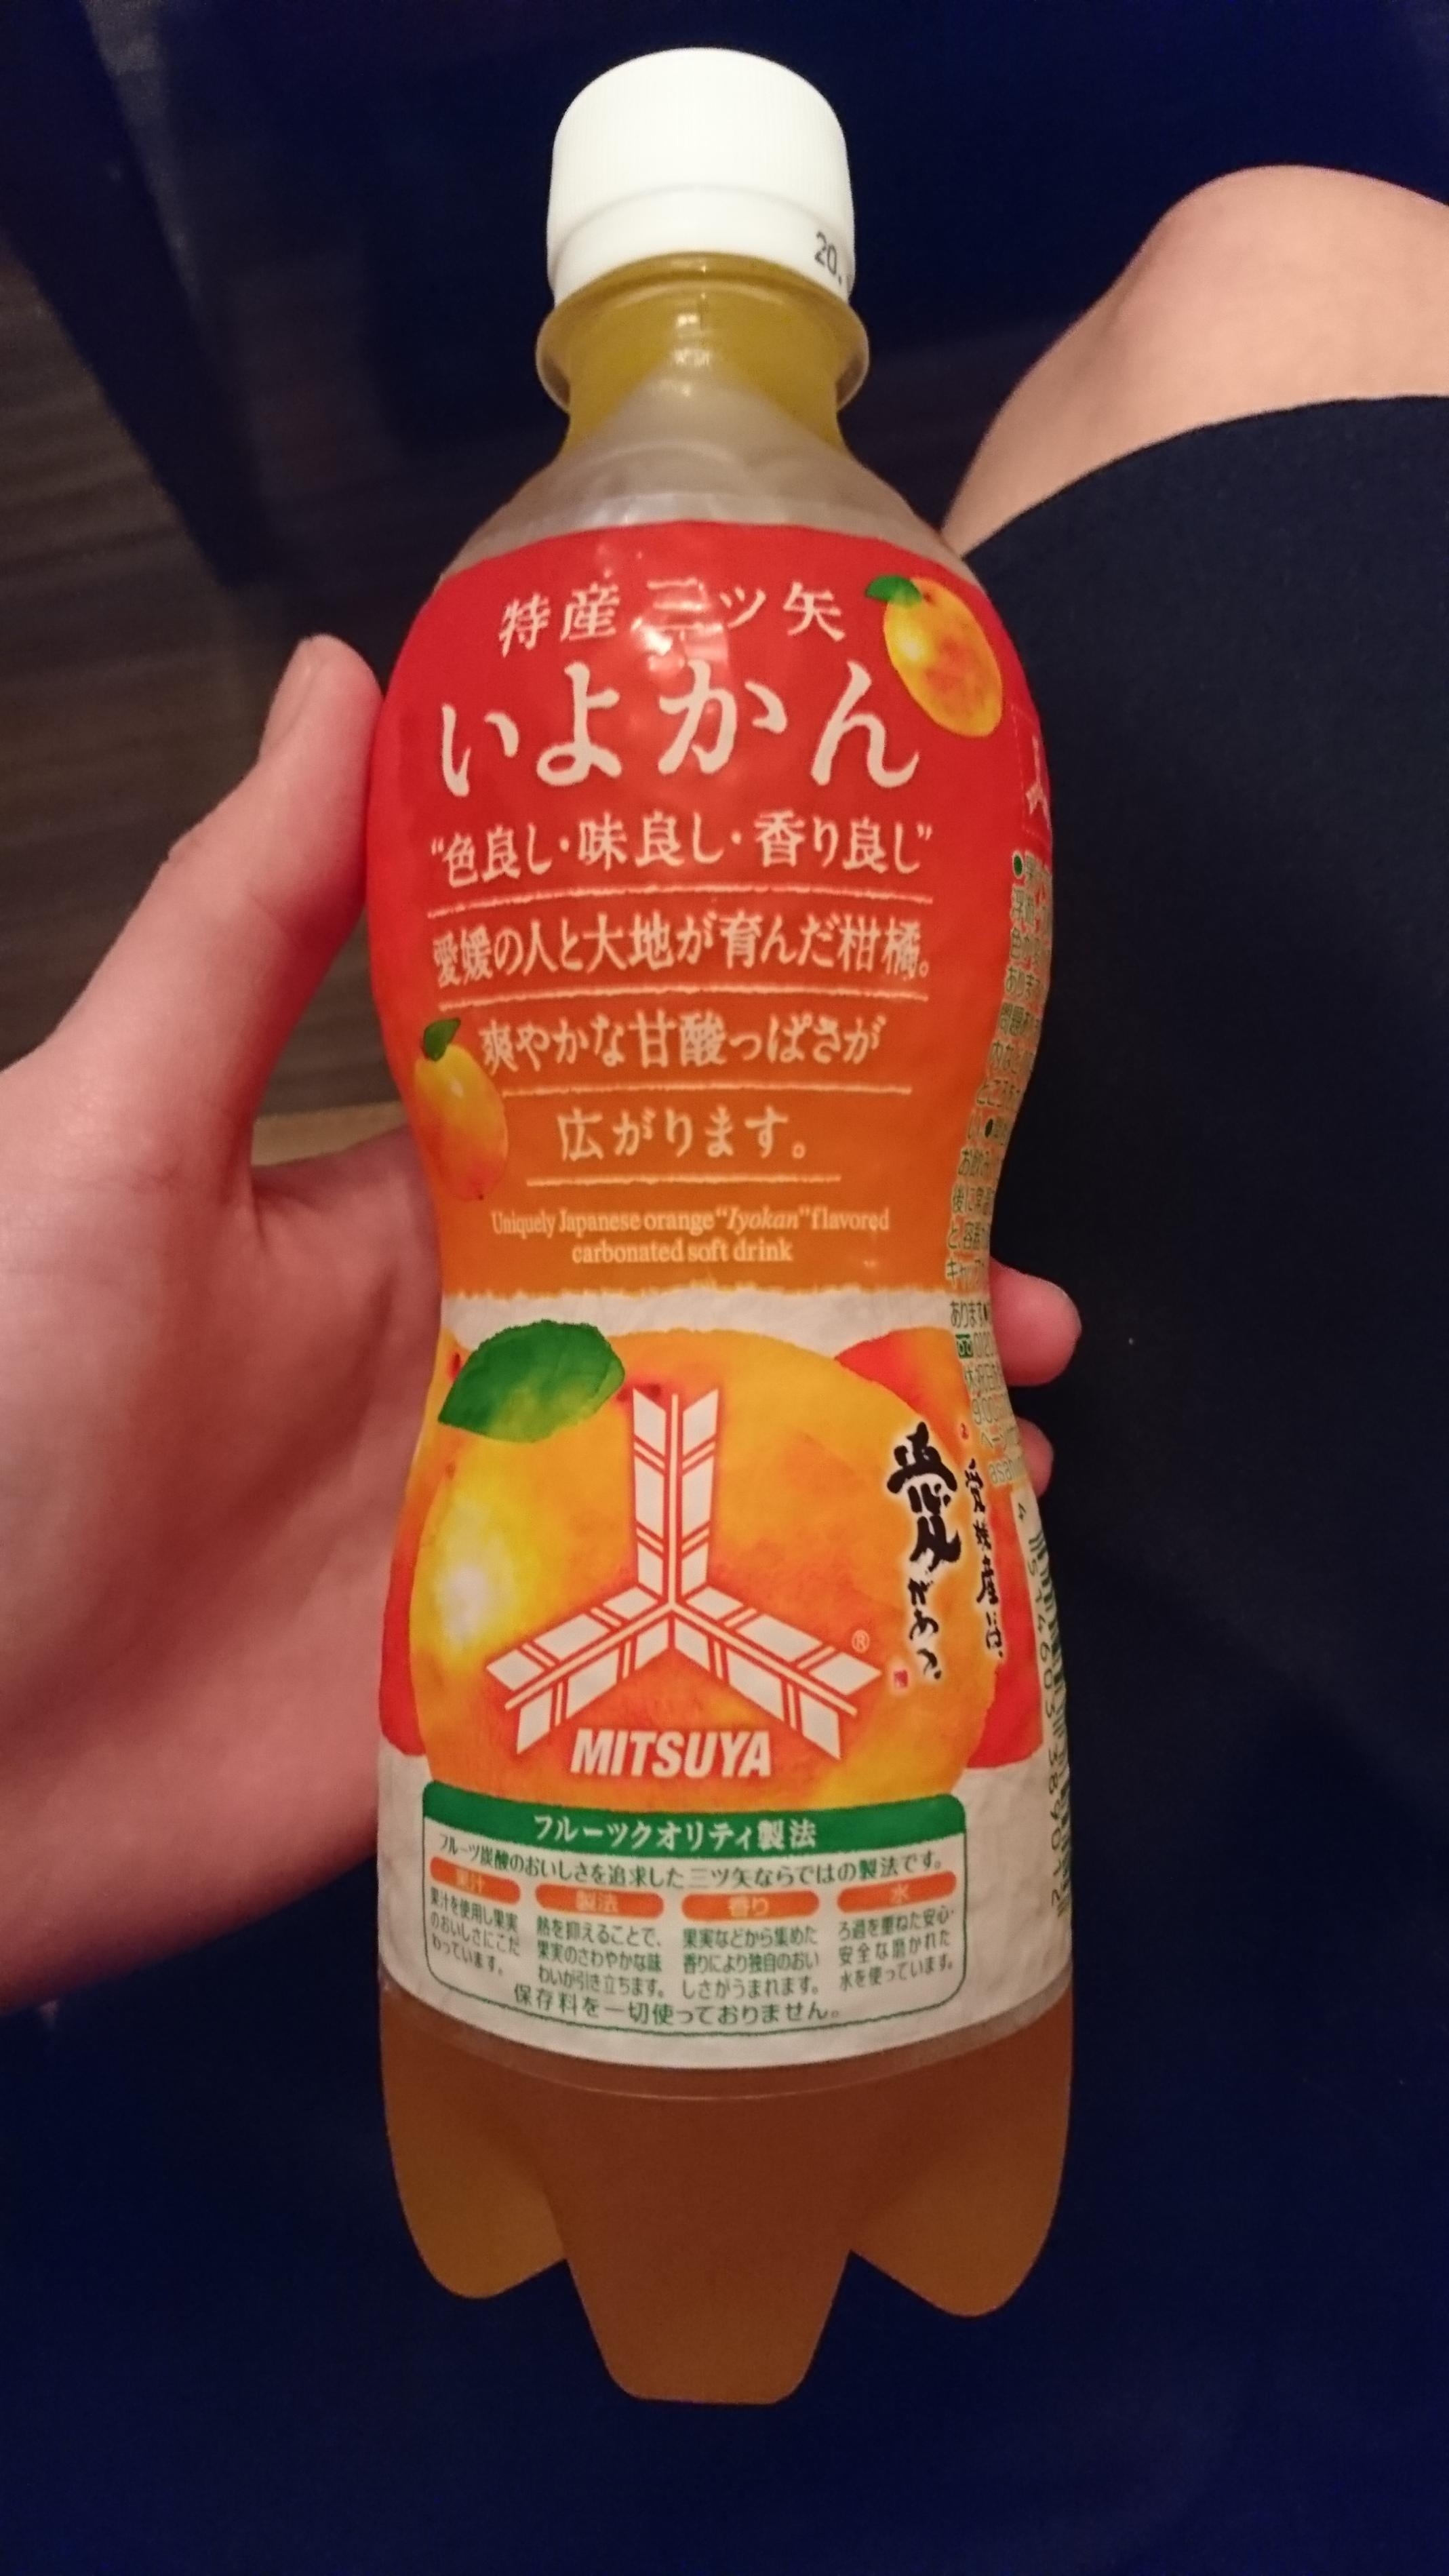 20.
特産 三ツ矢
いよかん
“色良し・味良し・香り良し”
愛媛の人と大地が育んだ柑橘。
爽やかな甘酸っぱさが
広がります。
Uniquely Japanese orange “Iyokan” flavored
carbonated soft drink
愛媛産には、
愛がある。
®
MITSUYA
フルーツクオリティ製法
フルーツ炭酸のおいしさを追求した三ツ矢ならではの製法です。
果汁
果汁を使用し果実
のおいしさにこだ
わっています。
製法
熱を抑えることで、
果実のさわやかな味
わいが引き立ちます。
香り
果実などから集めた
香りにより独自のおい
しさがうまれます。
水
ろ過を重ねた安心・
安全な磨かれた
水を使っています。
保存料を一切使っておりません。